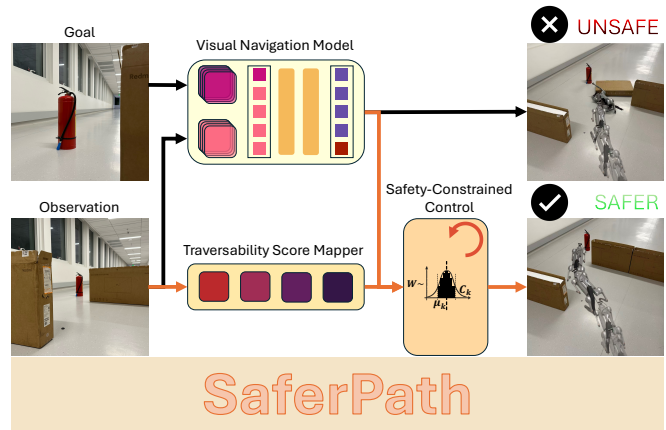 Goal
Visual Navigation Model
UNSAFE
Observation
Traversability Score Mapper
Safety-Constrained
Control
W~
C_k
μ_k
SAFER
SaferPath